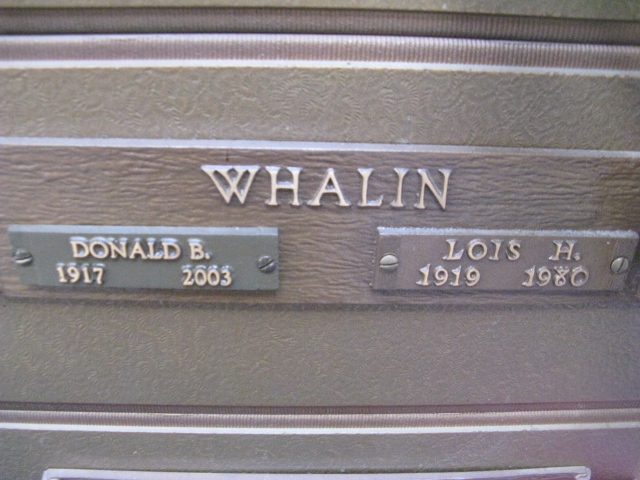 WHALIN
DONALD B.
1917 2003
LOIS H.
1919 1980